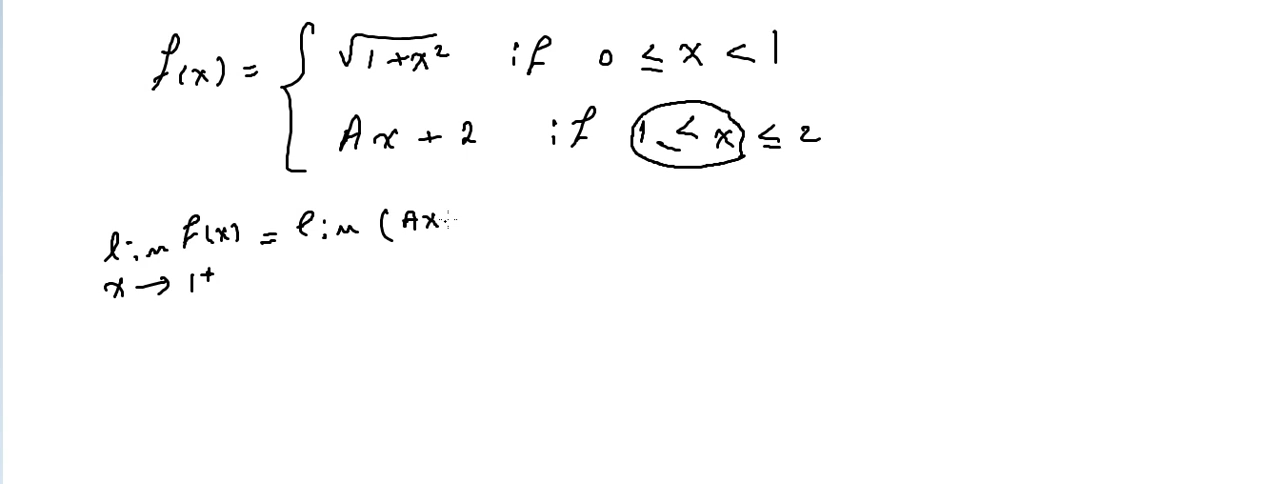 f(x) = { √1+x² if 0 ≤ x < 1
Ax + 2 if 1 ≤ x ≤ 2
lim f(x) = lim (Ax+
x → 1⁺